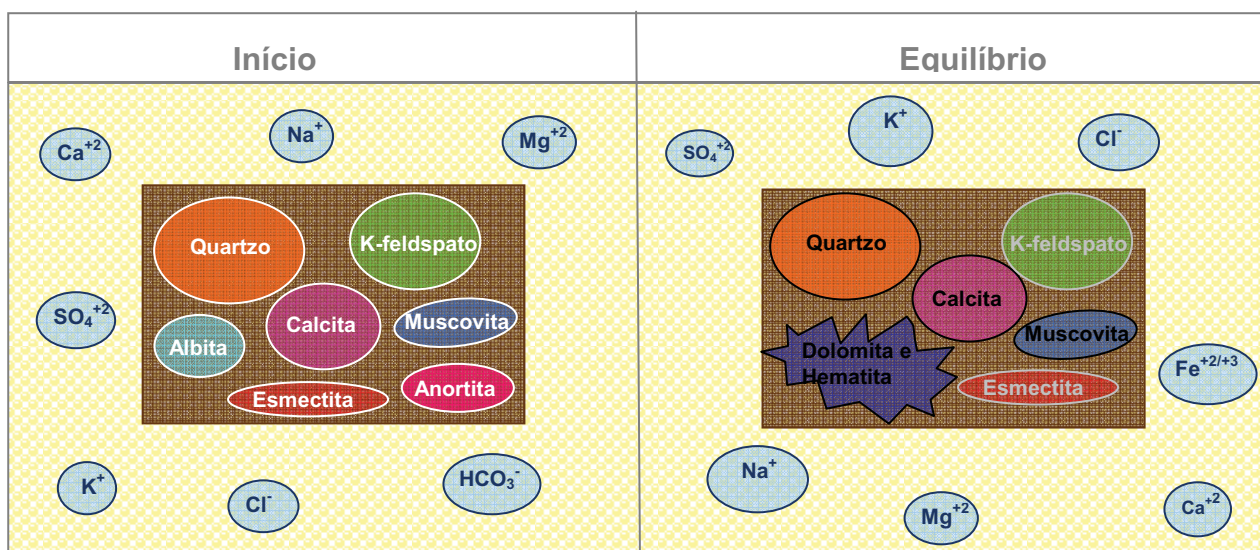 Início
Equilíbrio
Ca+2
Na+
Mg+2
Quartzo
K-feldspato
SO4+2
Albita
Calcita
Muscovita
Esmectita
Anortita
K+
Cl-
HCO3-
SO4+2
K+
Cl-
Quartzo
K-feldspato
Calcita
Muscovita
Dolomita e
Hematita
Esmectita
Fe+2/+3
Na+
Mg+2
Ca+2